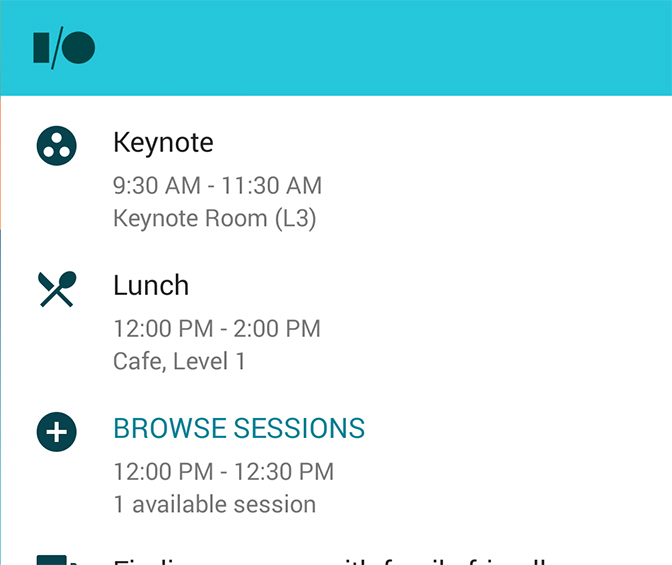 I/O
Keynote
9:30 AM - 11:30 AM
Keynote Room (L3)
Lunch
12:00 PM - 2:00 PM
Cafe, Level 1
BROWSE SESSIONS
12:00 PM - 12:30 PM
1 available session